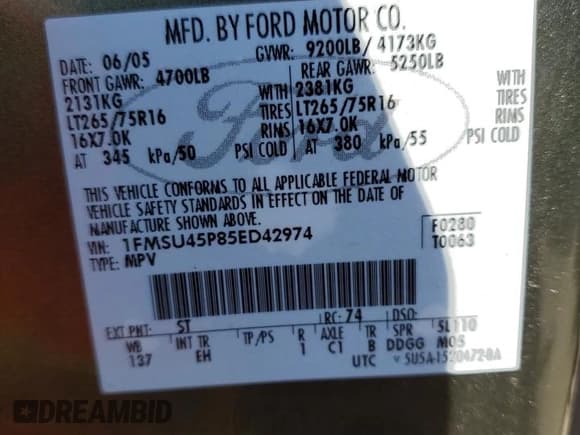 MFD. BY FORD MOTOR CO.
DATE: 06/05 GVWR: 9200LB/ 4173KG
FRONT GAWR: 4700LB REAR GAWR: 5250LB
2131KG WITH 2381KG WITH
LT265/75R16 TIRES LT265/75R16 TIRES
16X7.0K RIMS 16X7.0K RIMS
AT 345 kPa/50 PSI COLD AT 380 kPa/55 PSI COLD
Ford
THIS VEHICLE CONFORMS TO ALL APPLICABLE FEDERAL MOTOR
VEHICLE SAFETY STANDARDS IN EFFECT ON THE DATE OF
MANUFACTURE SHOWN ABOVE.
VIN: 1FMSU45P85ED42974 F0280
TYPE: MPV T0063
RC: 74 DSO:
EXT PNT: ST
WB INT TR TP/PS R AXLE TR SPR 5L110
137 EH 1 C1 B DDGG M05
UTC ▽ 5U5A-1520472-BA
DREAMBID